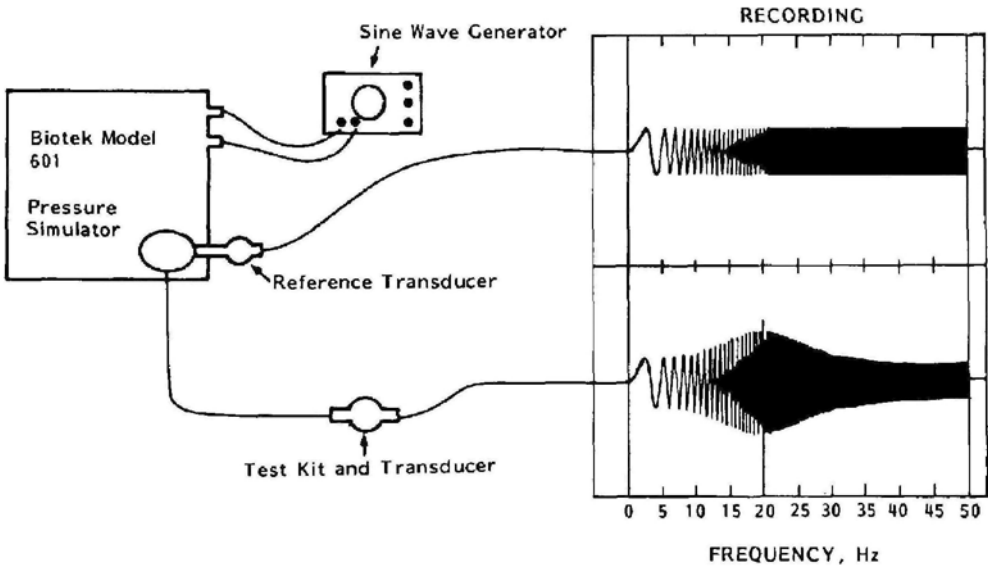 RECORDING
Sine Wave Generator
Biotek Model
601
Pressure
Simulator
Reference Transducer
Test Kit and Transducer
0 5 10 15 20 25 30 35 40 45 50
FREQUENCY, Hz